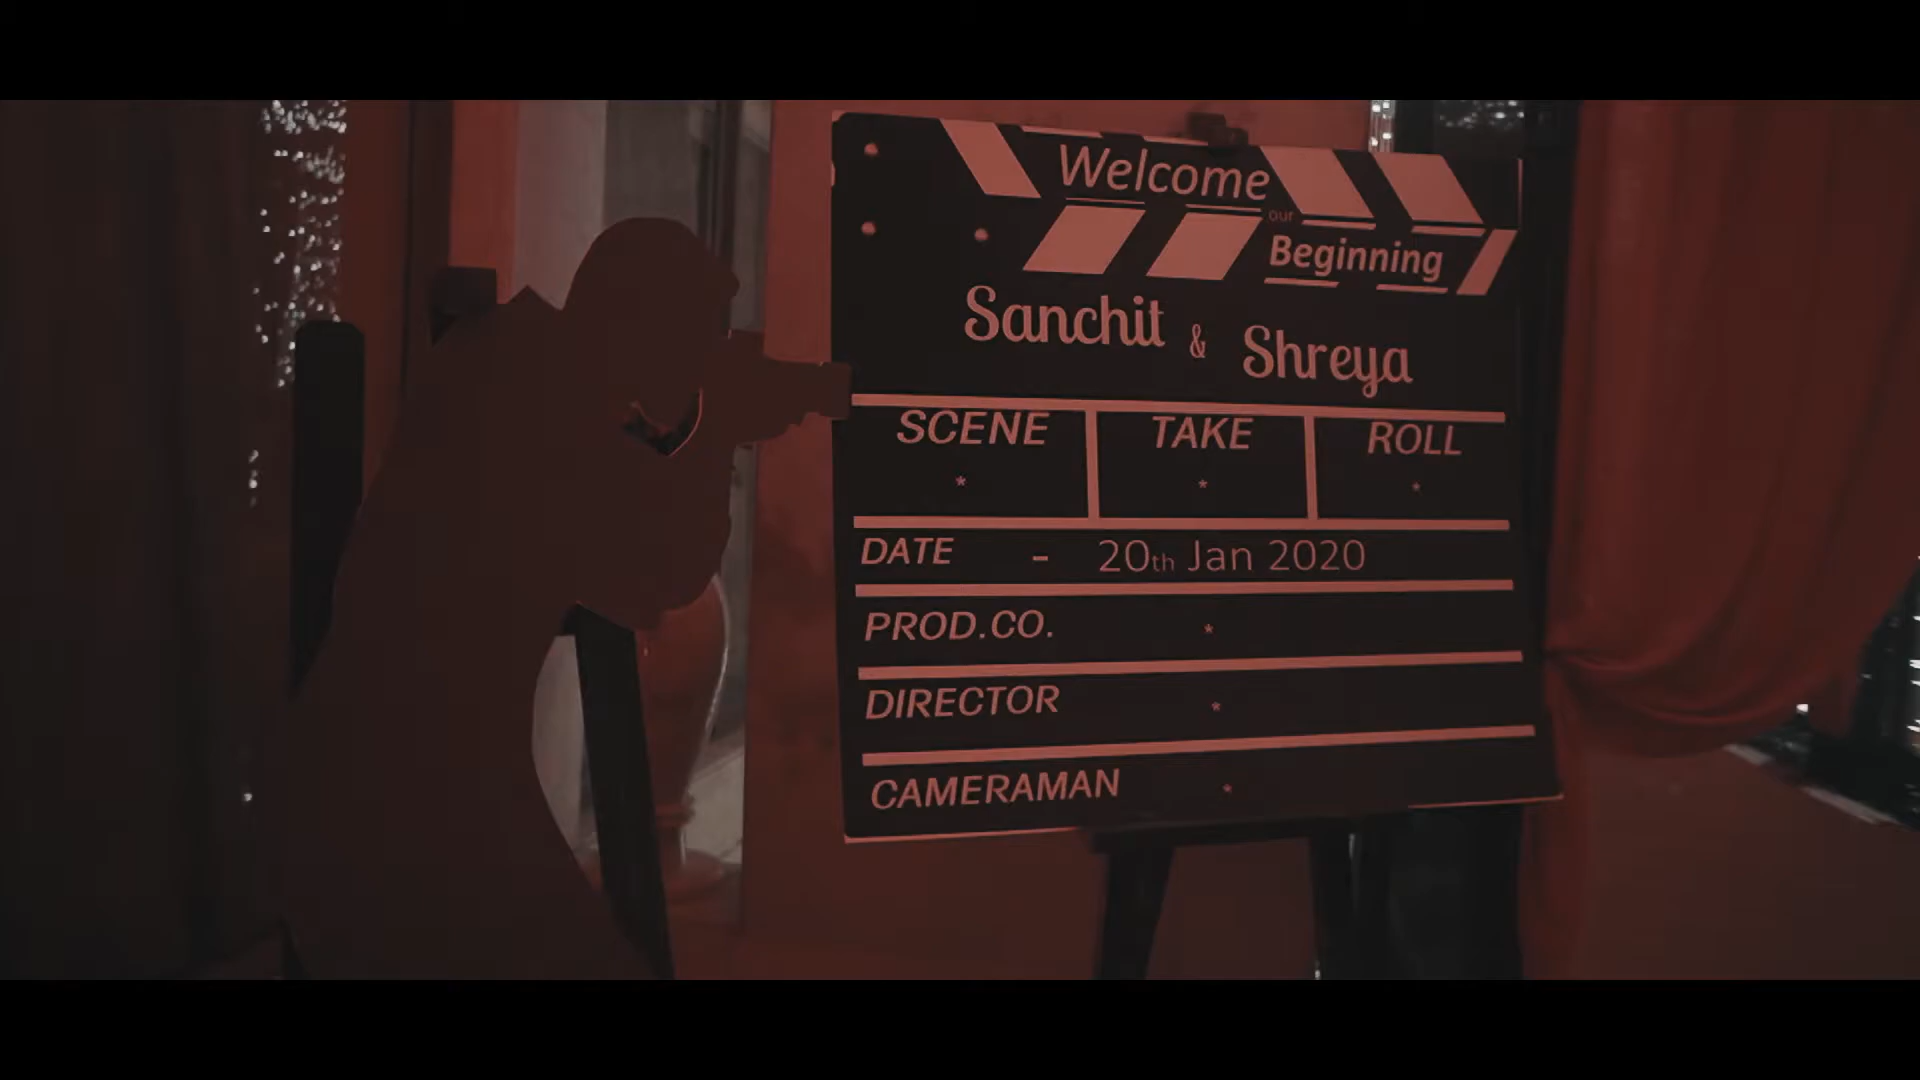 Welcome
our
Beginning
Sanchit & Shreya
SCENE TAKE ROLL
* * *
DATE - 20th Jan 2020
PROD.CO. *
DIRECTOR *
CAMERAMAN *